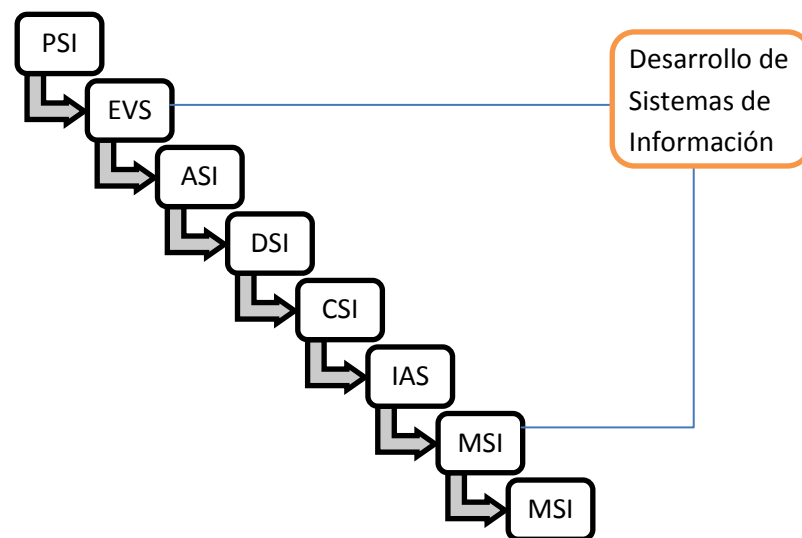 PSI
EVS
ASI
DSI
CSI
IAS
MSI
MSI
Desarrollo de
Sistemas de
Información